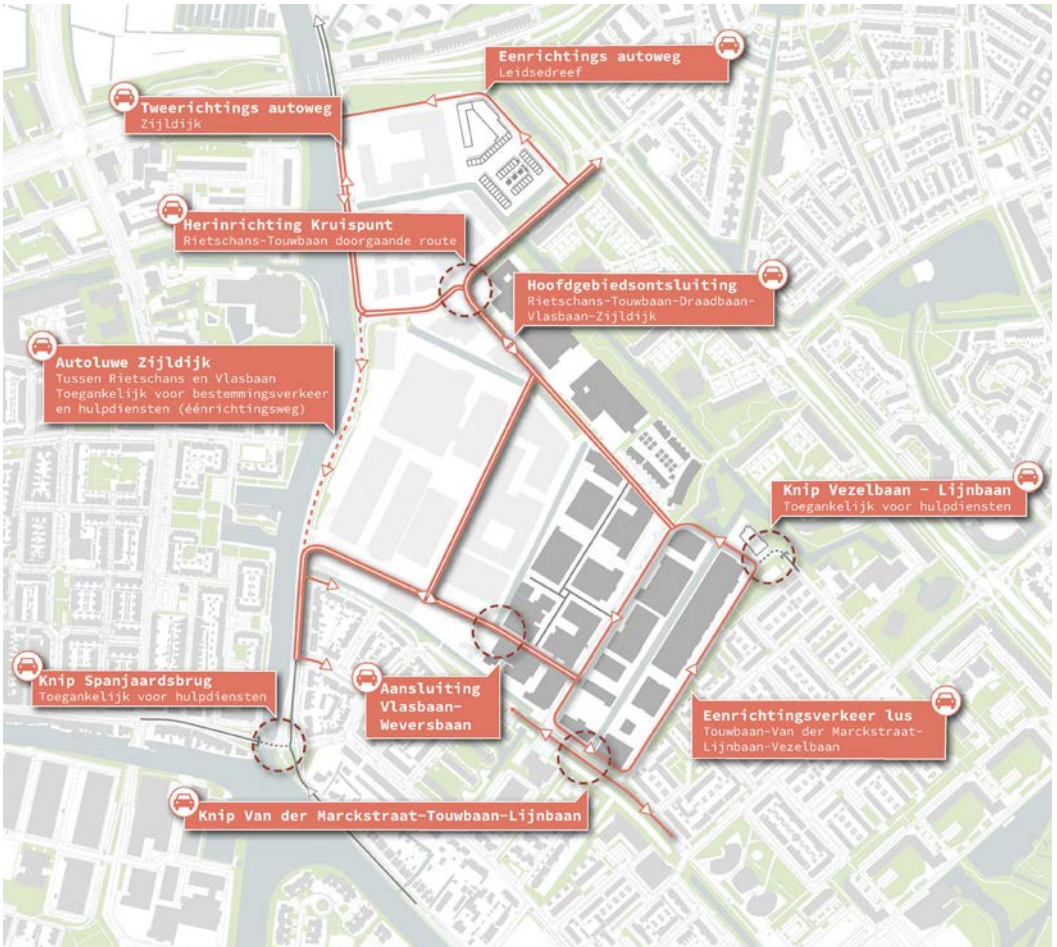 Eenrichtings autoweg
Leidsedreef
Tweerichtings autoweg
Zijldijk
Herinrichting Kruispunt
Rietschans-Touwbaan doorgaande route
Hoofdgebiedsontsluiting
Rietschans-Touwbaan-Draadbaan-
Vlasbaan-Zijldijk
Autoluwe Zijldijk
Tussen Rietschans en Vlasbaan
Toegankelijk voor bestemmingsverkeer
en hulpdiensten (éénrichtingsweg)
Knip Vezelbaan – Lijnbaan
Toegankelijk voor hulpdiensten
Knip Spanjaardsbrug
Toegankelijk voor hulpdiensten
Aansluiting
Vlasbaan-
Weversbaan
Eenrichtingsverkeer lus
Touwbaan-Van der Marckstraat-
Lijnbaan-Vezelbaan
Knip Van der Marckstraat-Touwbaan-Lijnbaan